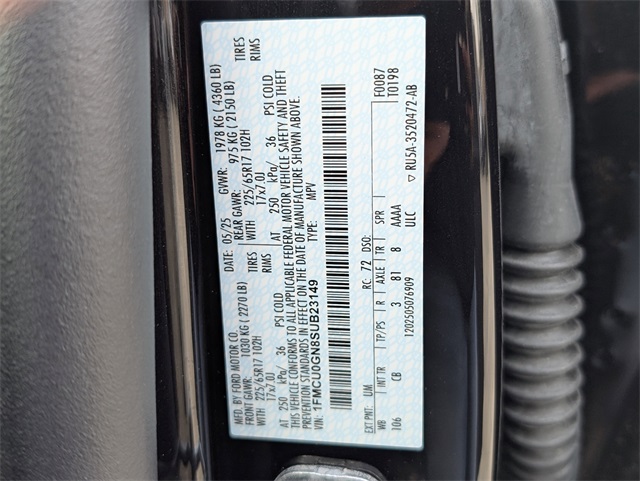 MFD. BY FORD MOTOR CO.
DATE: 05/25 GVWR: 1978 KG ( 4360 LB)
FRONT GAWR: 1030 KG ( 2270 LB) REAR GAWR: 975 KG ( 2150 LB)
WITH 225/65R17 102H TIRES WITH 225/65R17 102H TIRES
17x7.0J RIMS 17x7.0J RIMS
AT 250 kPa/ 36 PSI COLD AT 250 kPa/ 36 PSI COLD
THIS VEHICLE CONFORMS TO ALL APPLICABLE FEDERAL MOTOR VEHICLE SAFETY AND THEFT
PREVENTION STANDARDS IN EFFECT ON THE DATE OF MANUFACTURE SHOWN ABOVE.
VIN: 1FMCU0GN8SUB23149 TYPE: MPV
F0087
EXT PNT: UM RC: 72 DSO: T0198
WB INT TR TP/PS R AXLE TR SPR
106 CB 3 81 8 AAAA
▽ RU5A-3520472-AB
1202505076909 ULC